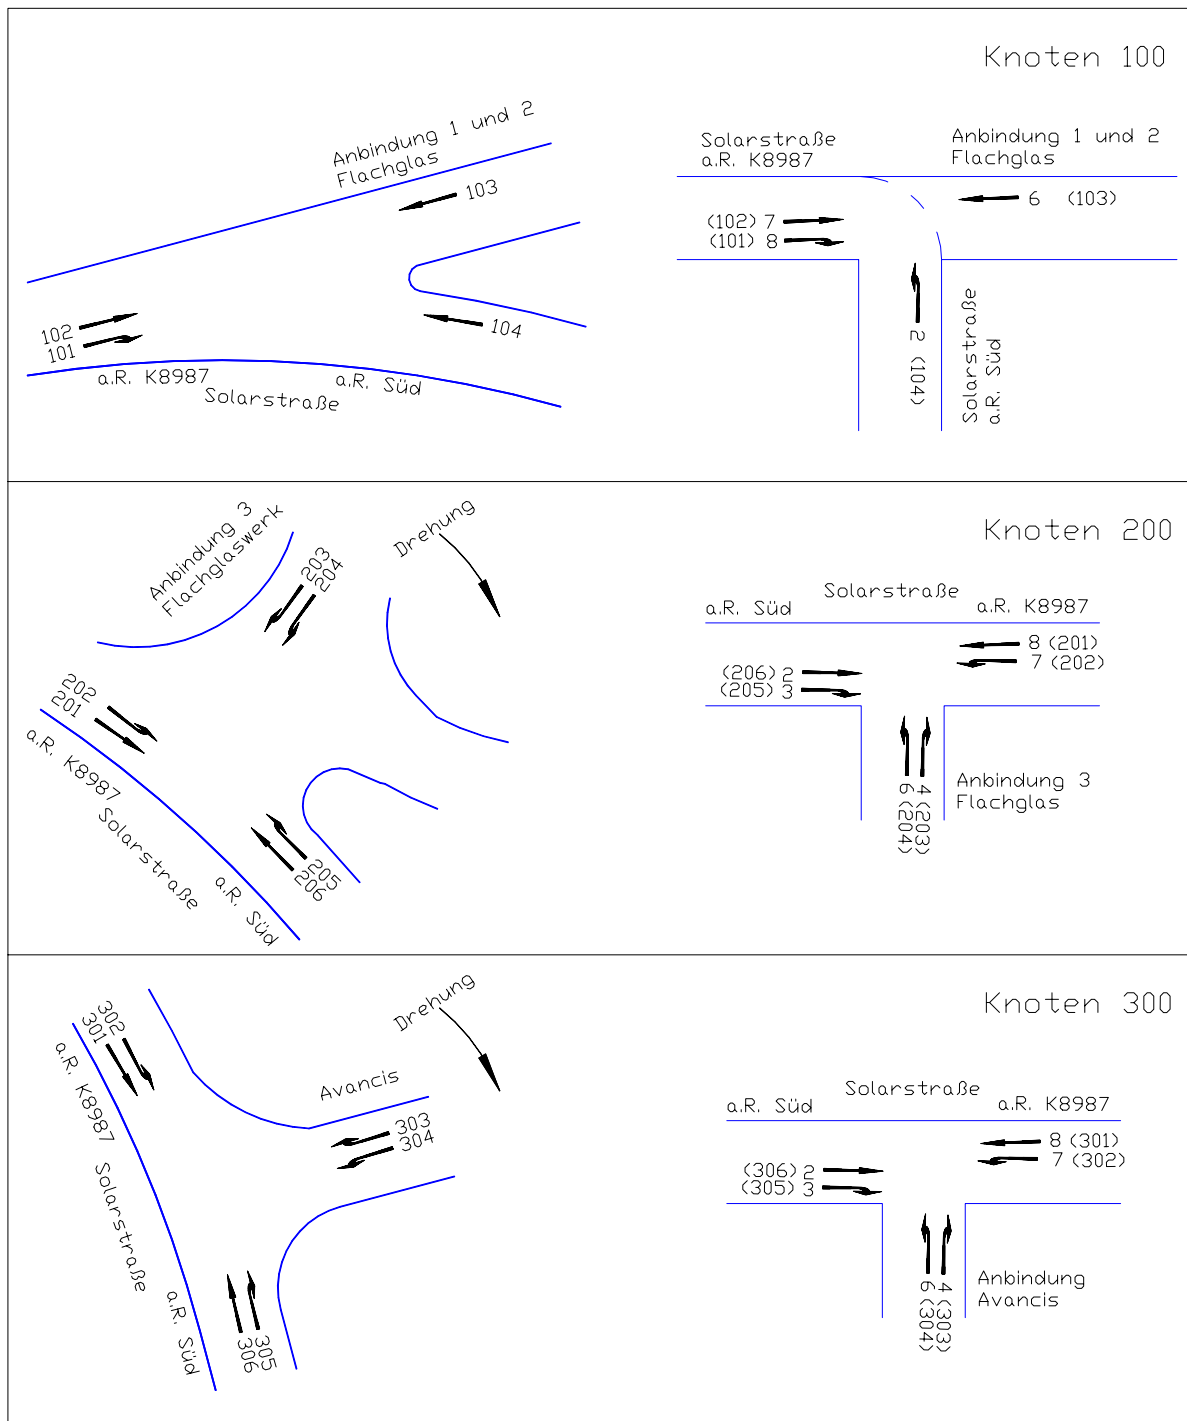 Knoten 100
Anbindung 1 und 2
Flachglas
103
102
101
104
a.R. K8987
a.R. Süd
Solarstraße
Solarstraße
a.R. K8987
Anbindung 1 und 2
Flachglas
6 (103)
(102) 7
(101) 8
2 (104)
Solarstraße
a.R. Süd
Knoten 200
Anbindung 3
Flachglaswerk
203
204
Drehung
202
201
a.R. K8987
Solarstraße
a.R. Süd
205
206
Solarstraße
a.R. Süd
a.R. K8987
8 (201)
7 (202)
(206) 2
(205) 3
4 (203)
6 (204)
Anbindung 3
Flachglas
Knoten 300
302
301
Drehung
a.R. K8987
Avancis
303
304
Solarstraße
a.R. Süd
305
306
Solarstraße
a.R. Süd
a.R. K8987
8 (301)
7 (302)
(306) 2
(305) 3
4 (303)
6 (304)
Anbindung
Avancis